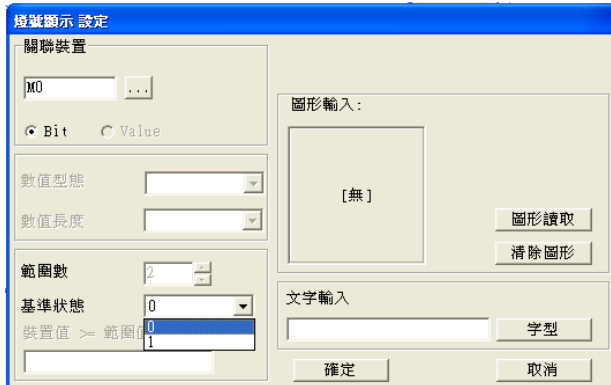 燈號顯示 設定
關聯裝置
M0
...
Bit
Value
數值型態
數值長度
範圍數
2
基準狀態
0
裝置值 >= 範圍
0
1
圖形輸入:
[無]
圖形讀取
清除圖形
文字輸入
字型
確定
取消